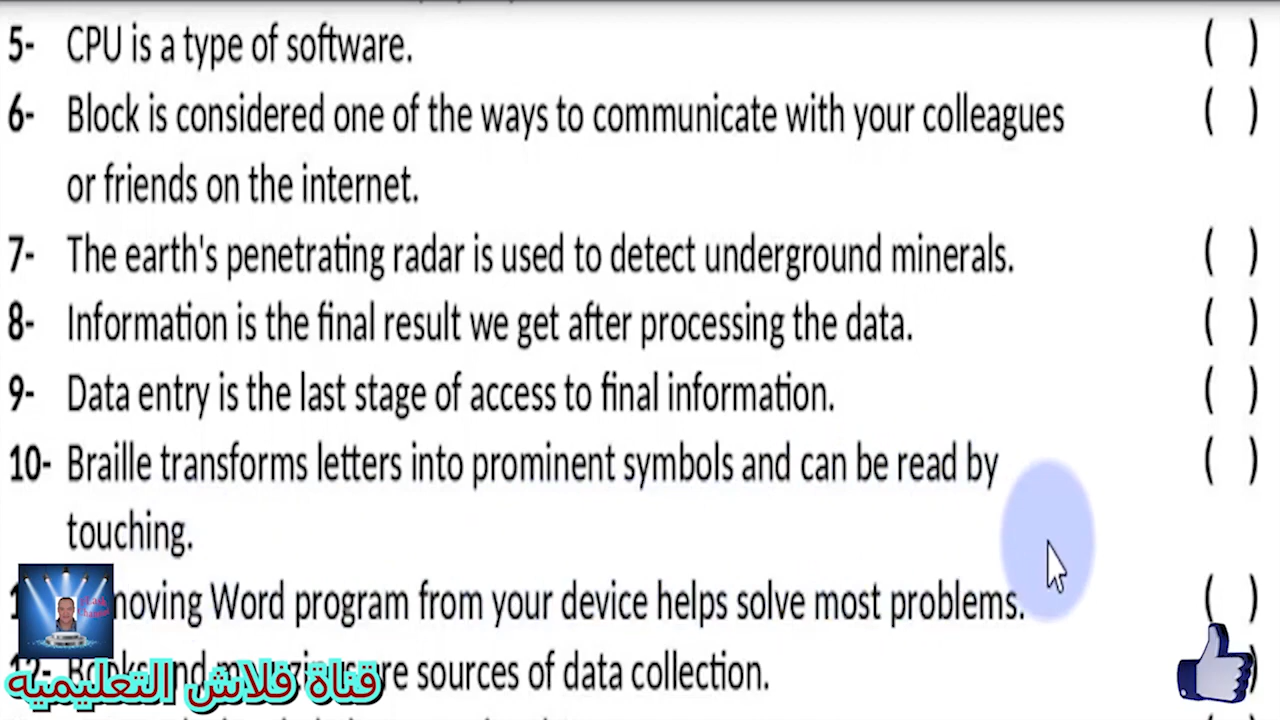 5- CPU is a type of software. ( )
6- Block is considered one of the ways to communicate with your colleagues ( )
or friends on the internet.
7- The earth's penetrating radar is used to detect underground minerals. ( )
8- Information is the final result we get after processing the data. ( )
9- Data entry is the last stage of access to final information. ( )
10- Braille transforms letters into prominent symbols and can be read by ( )
touching.
Word program from your device helps solve most problems. ( )
12- sources of data collection. )
قناة فلاش التعليمية